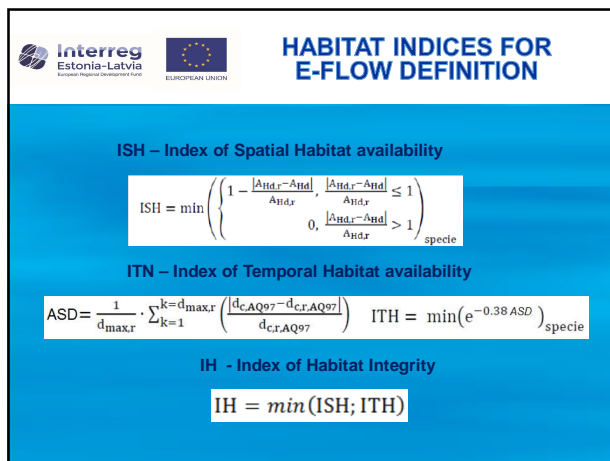 Interreg
Estonia-Latvia
European Regional Development Fund
EUROPEAN UNION
HABITAT INDICES FOR
E-FLOW DEFINITION
ISH – Index of Spatial Habitat availability
ISH = min({1 − |A_Hd,r − A_Hd| / A_Hd,r, |A_Hd,r − A_Hd| / A_Hd,r ≤ 1
0, |A_Hd,r − A_Hd| / A_Hd,r > 1)_specie
ITN – Index of Temporal Habitat availability
ASD= 1/d_max,r · ∑_{k=1}^{k=d_max,r} (|d_c,AQ97 − d_c,r,AQ97| / d_c,r,AQ97) ITH = min(e^{−0.38 ASD})_specie
IH - Index of Habitat Integrity
IH = min(ISH; ITH)